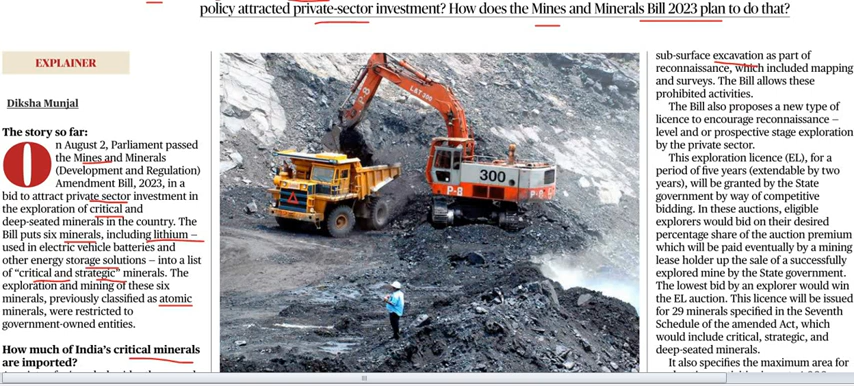 policy attracted private-sector investment? How does the Mines and Minerals Bill 2023 plan to do that?
EXPLAINER
Diksha Munjal
The story so far:
On August 2, Parliament passed
the Mines and Minerals
(Development and Regulation)
Amendment Bill, 2023, in a
bid to attract private sector investment in
the exploration of critical and
deep-seated minerals in the country. The
Bill puts six minerals, including lithium –
used in electric vehicle batteries and
other energy storage solutions – into a list
of “critical and strategic” minerals. The
exploration and mining of these six
minerals, previously classified as atomic
minerals, were restricted to
government-owned entities.
How much of India’s critical minerals
are imported?
L&T 300
P-8
300
P-8
P-8
sub-surface excavation as part of
reconnaissance, which included mapping
and surveys. The Bill allows these
prohibited activities.
The Bill also proposes a new type of
licence to encourage reconnaissance –
level and or prospective stage exploration
by the private sector.
This exploration licence (EL), for a
period of five years (extendable by two
years), will be granted by the State
government by way of competitive
bidding. In these auctions, eligible
explorers would bid on their desired
percentage share of the auction premium
which will be paid eventually by a mining
lease holder up the sale of a successfully
explored mine by the State government.
The lowest bid by an explorer would win
the EL auction. This licence will be issued
for 29 minerals specified in the Seventh
Schedule of the amended Act, which
would include critical, strategic, and
deep-seated minerals.
It also specifies the maximum area for